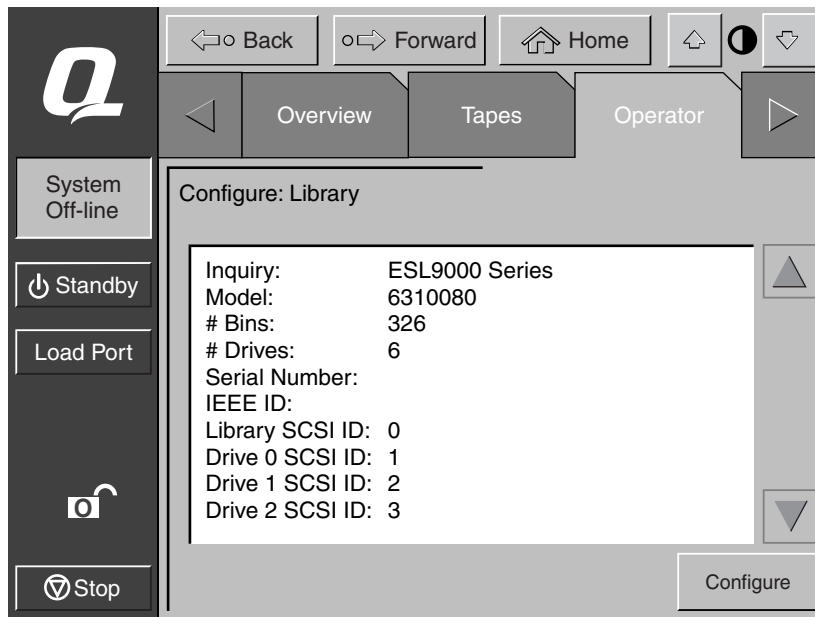 Q
Back
Forward
Home
Overview
Tapes
Operator
System
Off-line
Standby
Load Port
O
Stop
Configure: Library
Inquiry: ESL9000 Series
Model: 6310080
# Bins: 326
# Drives: 6
Serial Number:
IEEE ID:
Library SCSI ID: 0
Drive 0 SCSI ID: 1
Drive 1 SCSI ID: 2
Drive 2 SCSI ID: 3
Configure